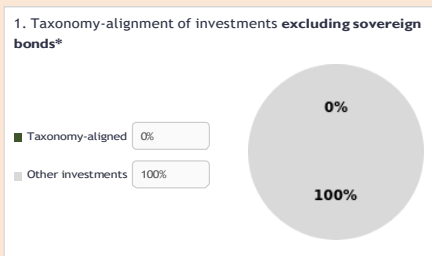 1. Taxonomy-alignment of investments excluding sovereign
bonds*
Taxonomy-aligned 0%
Other investments 100%
0%
100%